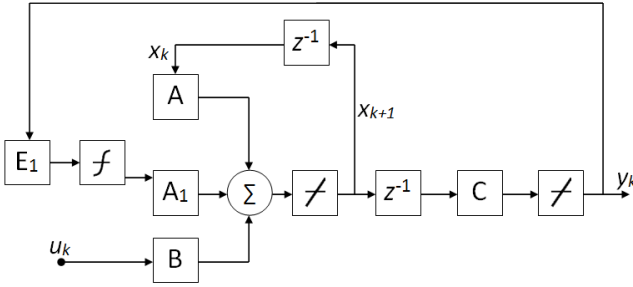 z⁻¹
xₖ
A
xₖ₊₁
E₁
ƒ
A₁
Σ
z⁻¹
C
yₖ
uₖ
B